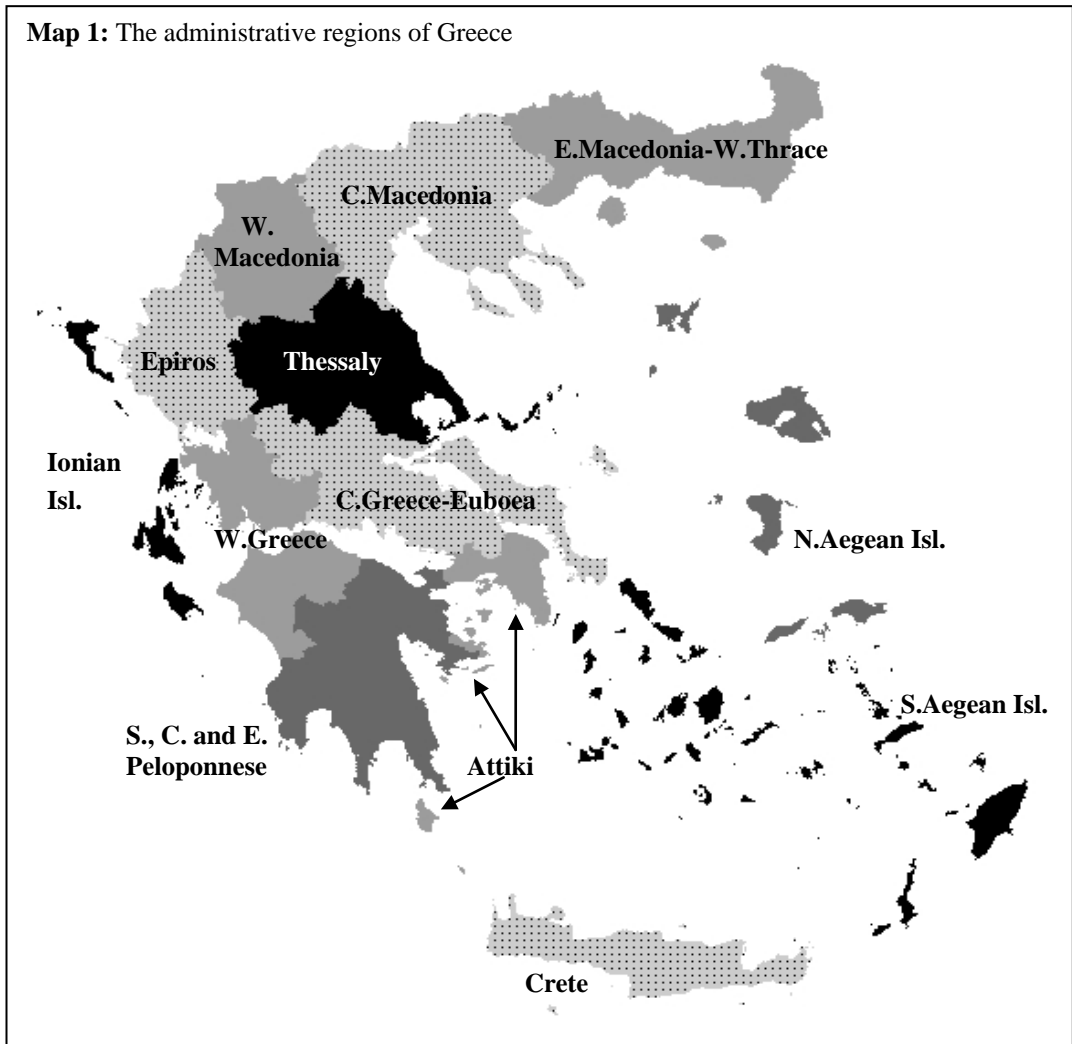 Map 1: The administrative regions of Greece
E.Macedonia-W.Thrace
C.Macedonia
W.
Macedonia
Epiros
Thessaly
Ionian
Isl.
C.Greece-Euboea
W.Greece
N.Aegean Isl.
S.Aegean Isl.
S., C. and E.
Peloponnese
Attiki
Crete